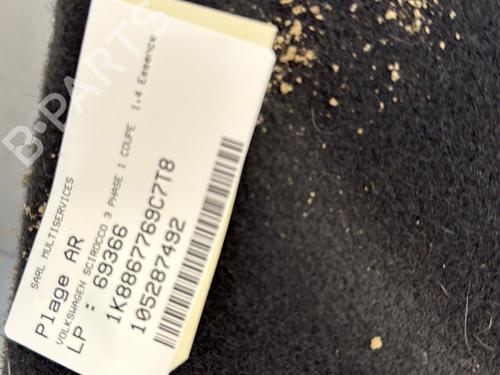 SARL MULTISERVICES
Plage AR
VOLKSWAGEN SCIROCCO 3 PHASE 1 COUPE 1.4 Essence
LP : 69366
1K8867769C7T8
105287492
B-PARTS